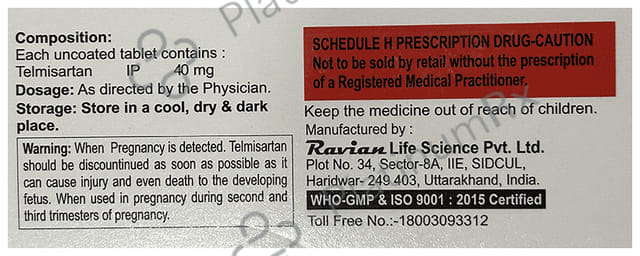 Composition:
Each uncoated tablet contains :
Telmisartan IP 40 mg
Dosage: As directed by the Physician.
Storage: Store in a cool, dry & dark
place.
Warning: When Pregnancy is detected. Telmisartan
should be discontinued as soon as possible as it
can cause injury and even death to the developing
fetus. When used in pregnancy during second and
third trimesters of pregnancy.
SCHEDULE H PRESCRIPTION DRUG-CAUTION
Not to be sold by retail without the prescription
of a Registered Medical Practitioner.
Keep the medicine out of reach of children.
Manufactured by :
Ravian Life Science Pvt. Ltd.
Plot No. 34, Sector-8A, IIE, SIDCUL,
Haridwar-249 403, Uttarakhand, India.
WHO-GMP & ISO 9001 : 2015 Certified
Toll Free No.:-18003093312